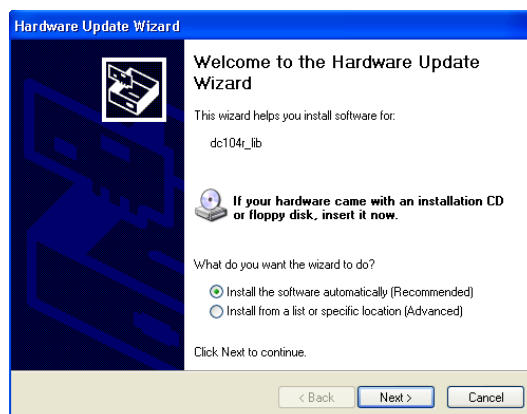 Hardware Update Wizard
Welcome to the Hardware Update
Wizard
This wizard helps you install software for:
dc104r_lib
If your hardware came with an installation CD
or floppy disk, insert it now.
What do you want the wizard to do?
Install the software automatically (Recommended)
Install from a list or specific location (Advanced)
Click Next to continue.
< Back
Next >
Cancel